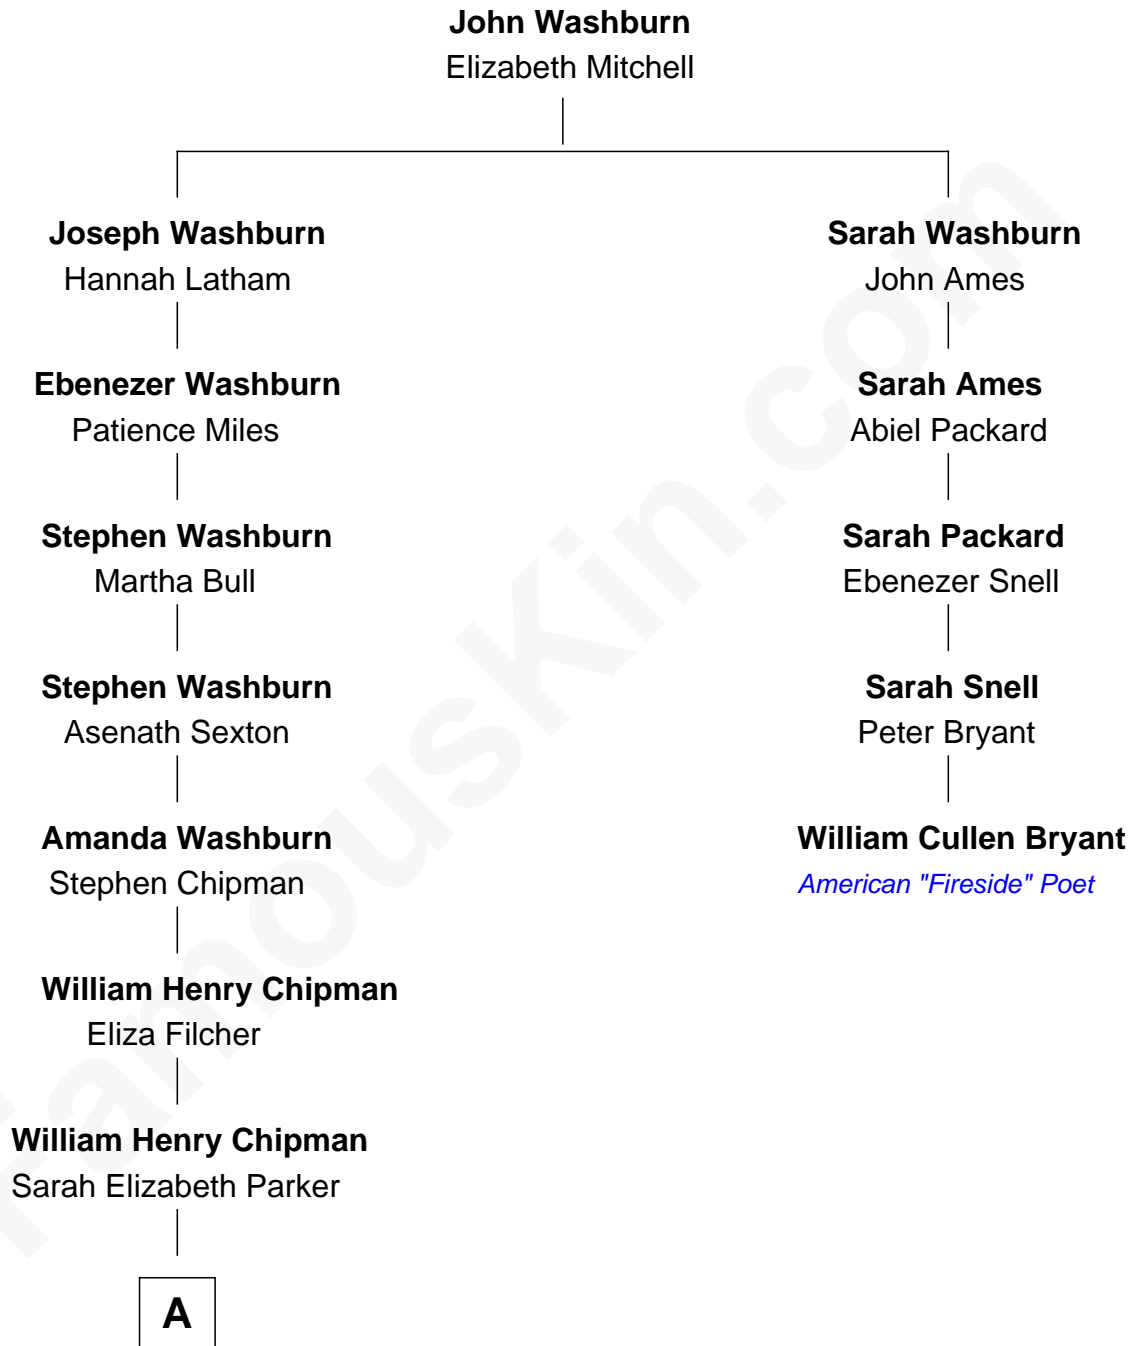 John Washburn
Elizabeth Mitchell
Joseph Washburn
Hannah Latham
Ebenezer Washburn
Patience Miles
Stephen Washburn
Martha Bull
Stephen Washburn
Asenath Sexton
Amanda Washburn
Stephen Chipman
William Henry Chipman
Eliza Filcher
William Henry Chipman
Sarah Elizabeth Parker
A
Sarah Washburn
John Ames
Sarah Ames
Abiel Packard
Sarah Packard
Ebenezer Snell
Sarah Snell
Peter Bryant
William Cullen Bryant
American "Fireside" Poet
FamousKin.com